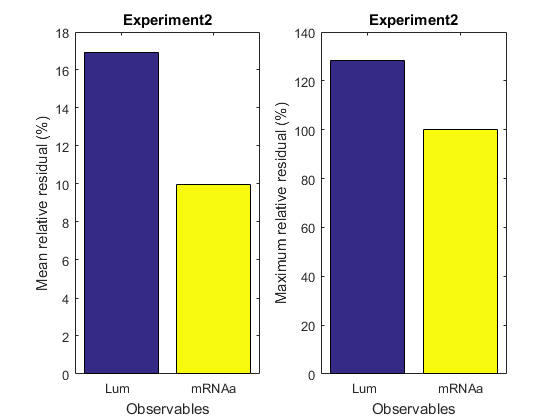 Experiment2
Mean relative residual (%)
18
16
14
12
10
8
6
4
2
0
Lum mRNAa
Observables
Experiment2
Maximum relative residual (%)
140
120
100
80
60
40
20
0
Lum mRNAa
Observables